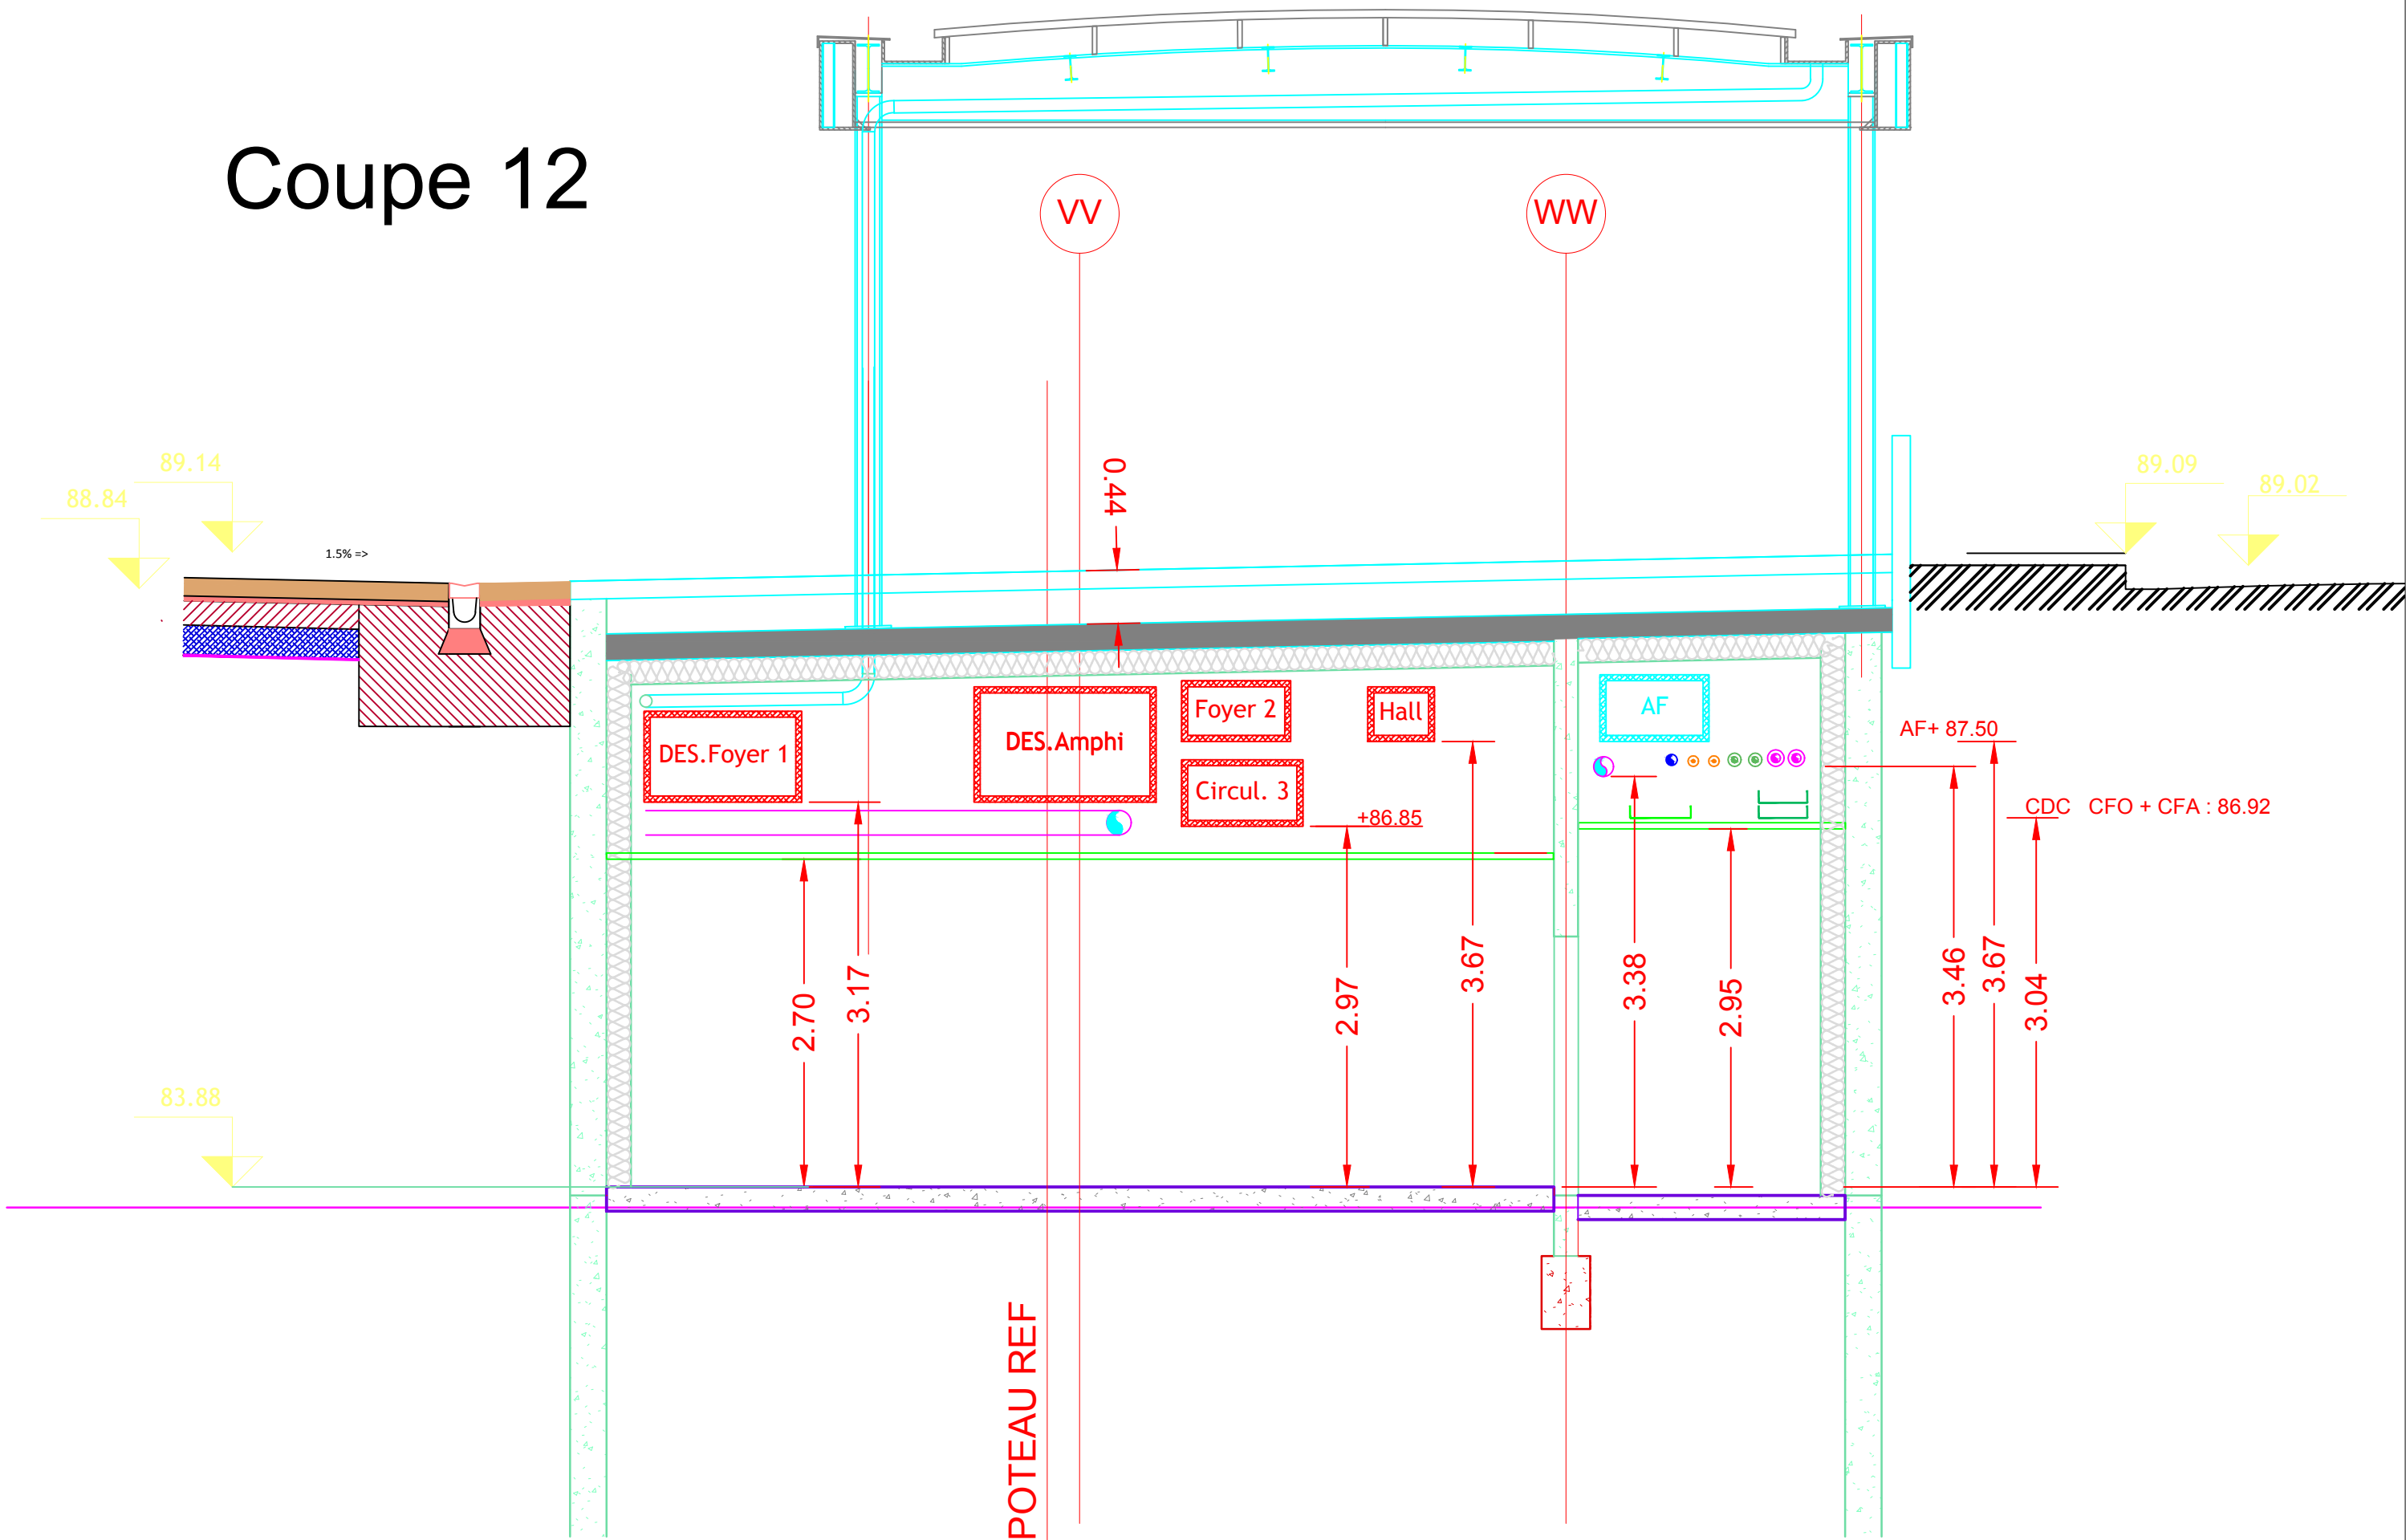 Coupe 12
VV
WW
89.14
88.84
1.5% =>
0.44
89.09
89.02
DES.Foyer 1
DES.Amphi
Foyer 2
Hall
Circul. 3
+86.85
AF
AF+ 87.50
CDC CFO + CFA : 86.92
2.70
3.17
2.97
3.67
3.38
2.95
3.46
3.67
3.04
83.88
POTEAU REF